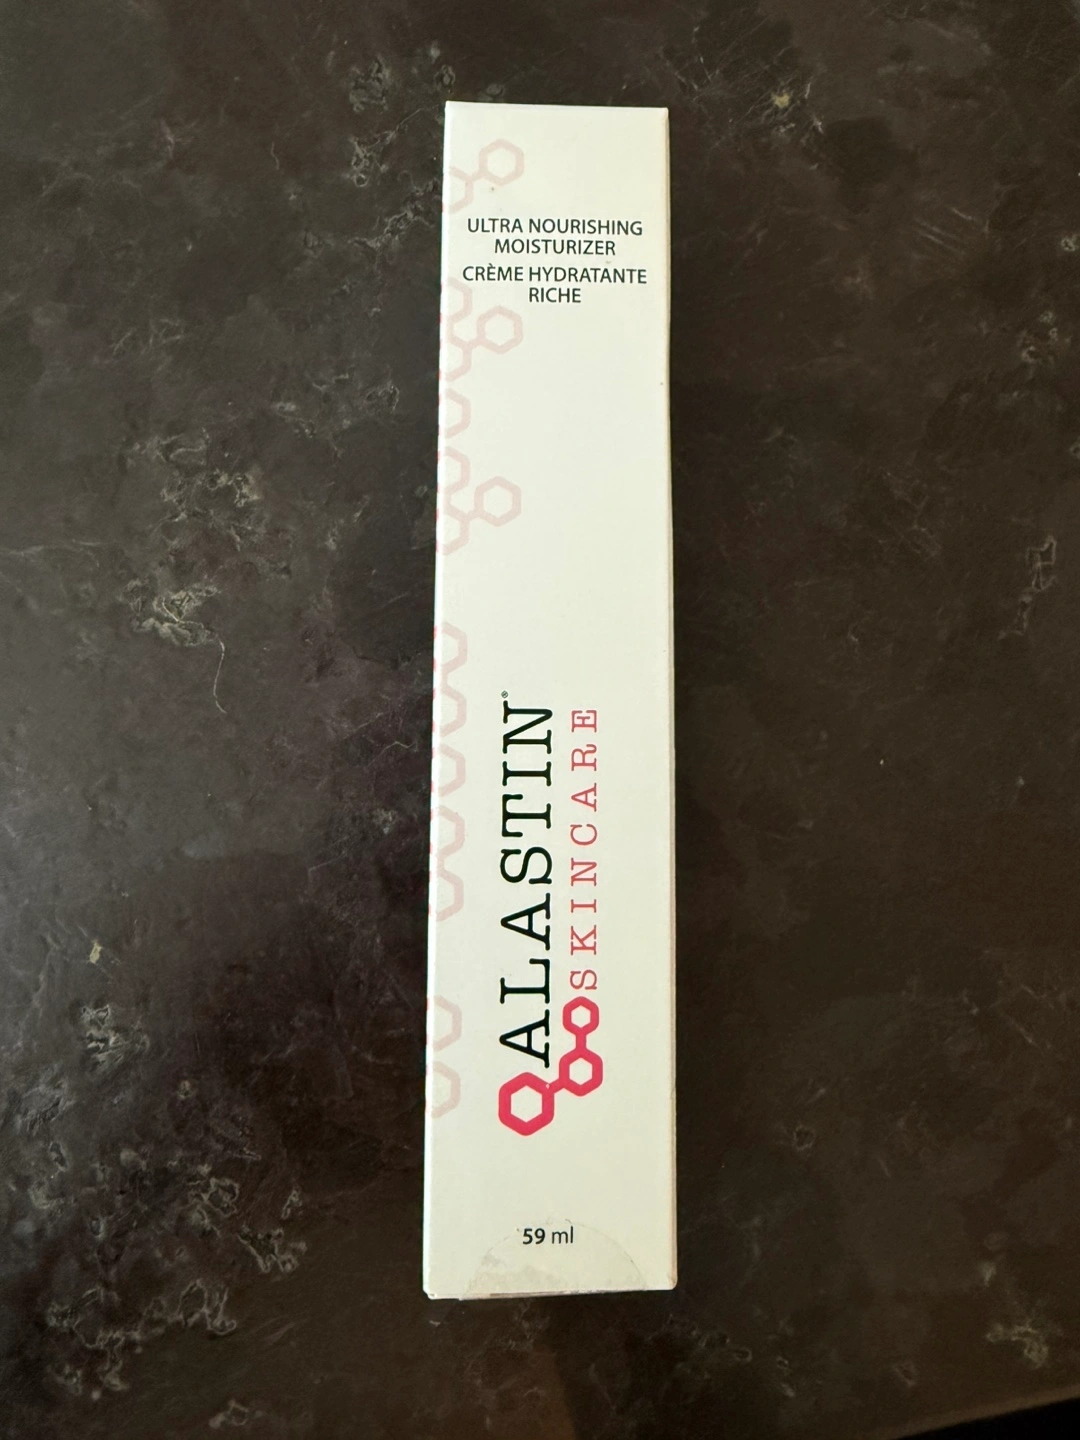 ULTRA NOURISHING
MOISTURIZER
CRÈME HYDRATANTE
RICHE
ALASTIN®
SKINCARE
59 ml